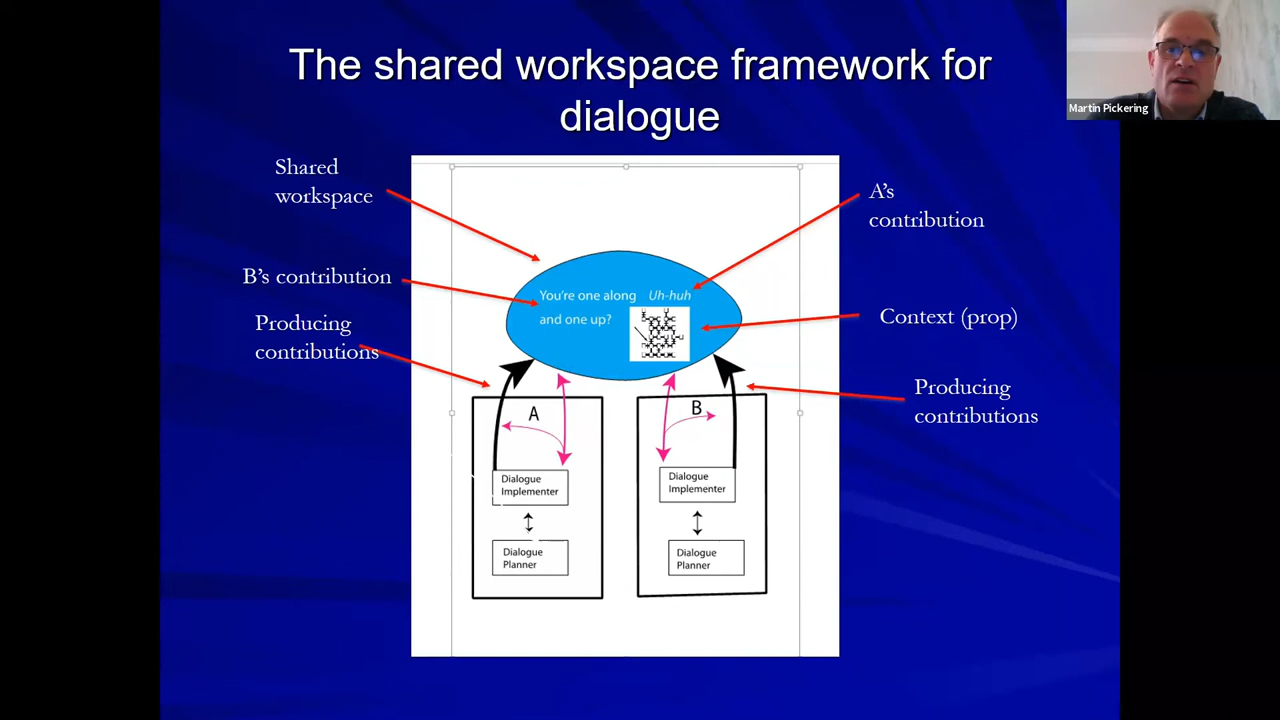 The shared workspace framework for
dialogue
Martin Pickering
Shared
workspace
A's
contribution
B's contribution
You're one along
Uh-huh
and one up?
Producing
contributions
Context (prop)
Producing
contributions
A
B
Dialogue
Implementer
Dialogue
Implementer
Dialogue
Planner
Dialogue
Planner